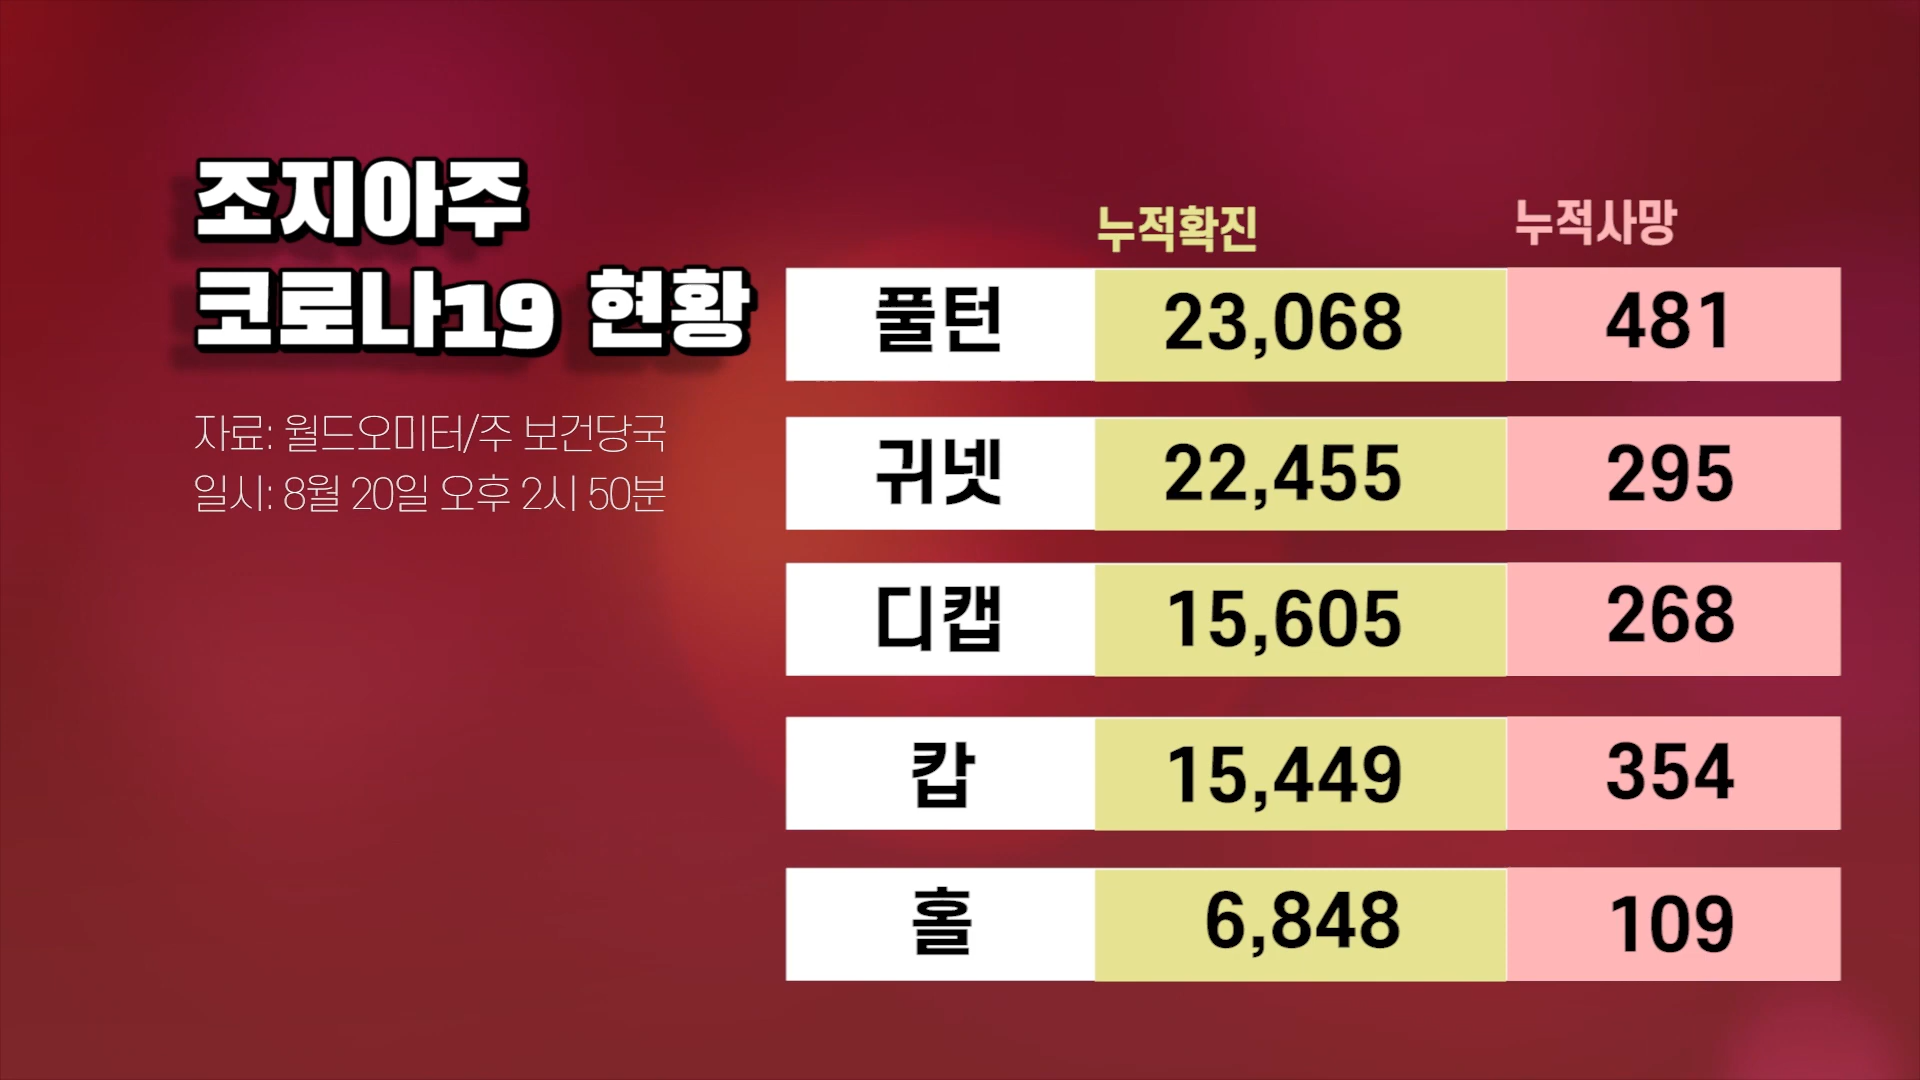 조지아주
코로나19 현황
자료: 월드오미터/주 보건당국
일시: 8월 20일 오후 2시 50분
누적확진 누적사망
풀턴 23,068 481
귀넷 22,455 295
디캡 15,605 268
캅 15,449 354
홀 6,848 109